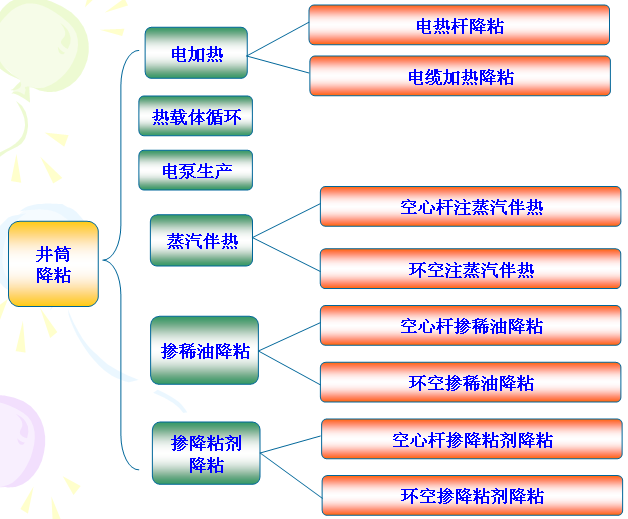 井筒
降粘
电加热
电热杆降粘
电缆加热降粘
热载体循环
电泵生产
蒸汽伴热
空心杆注蒸汽伴热
环空注蒸汽伴热
掺稀油降粘
空心杆掺稀油降粘
环空掺稀油降粘
掺降粘剂
降粘
空心杆掺降粘剂降粘
环空掺降粘剂降粘